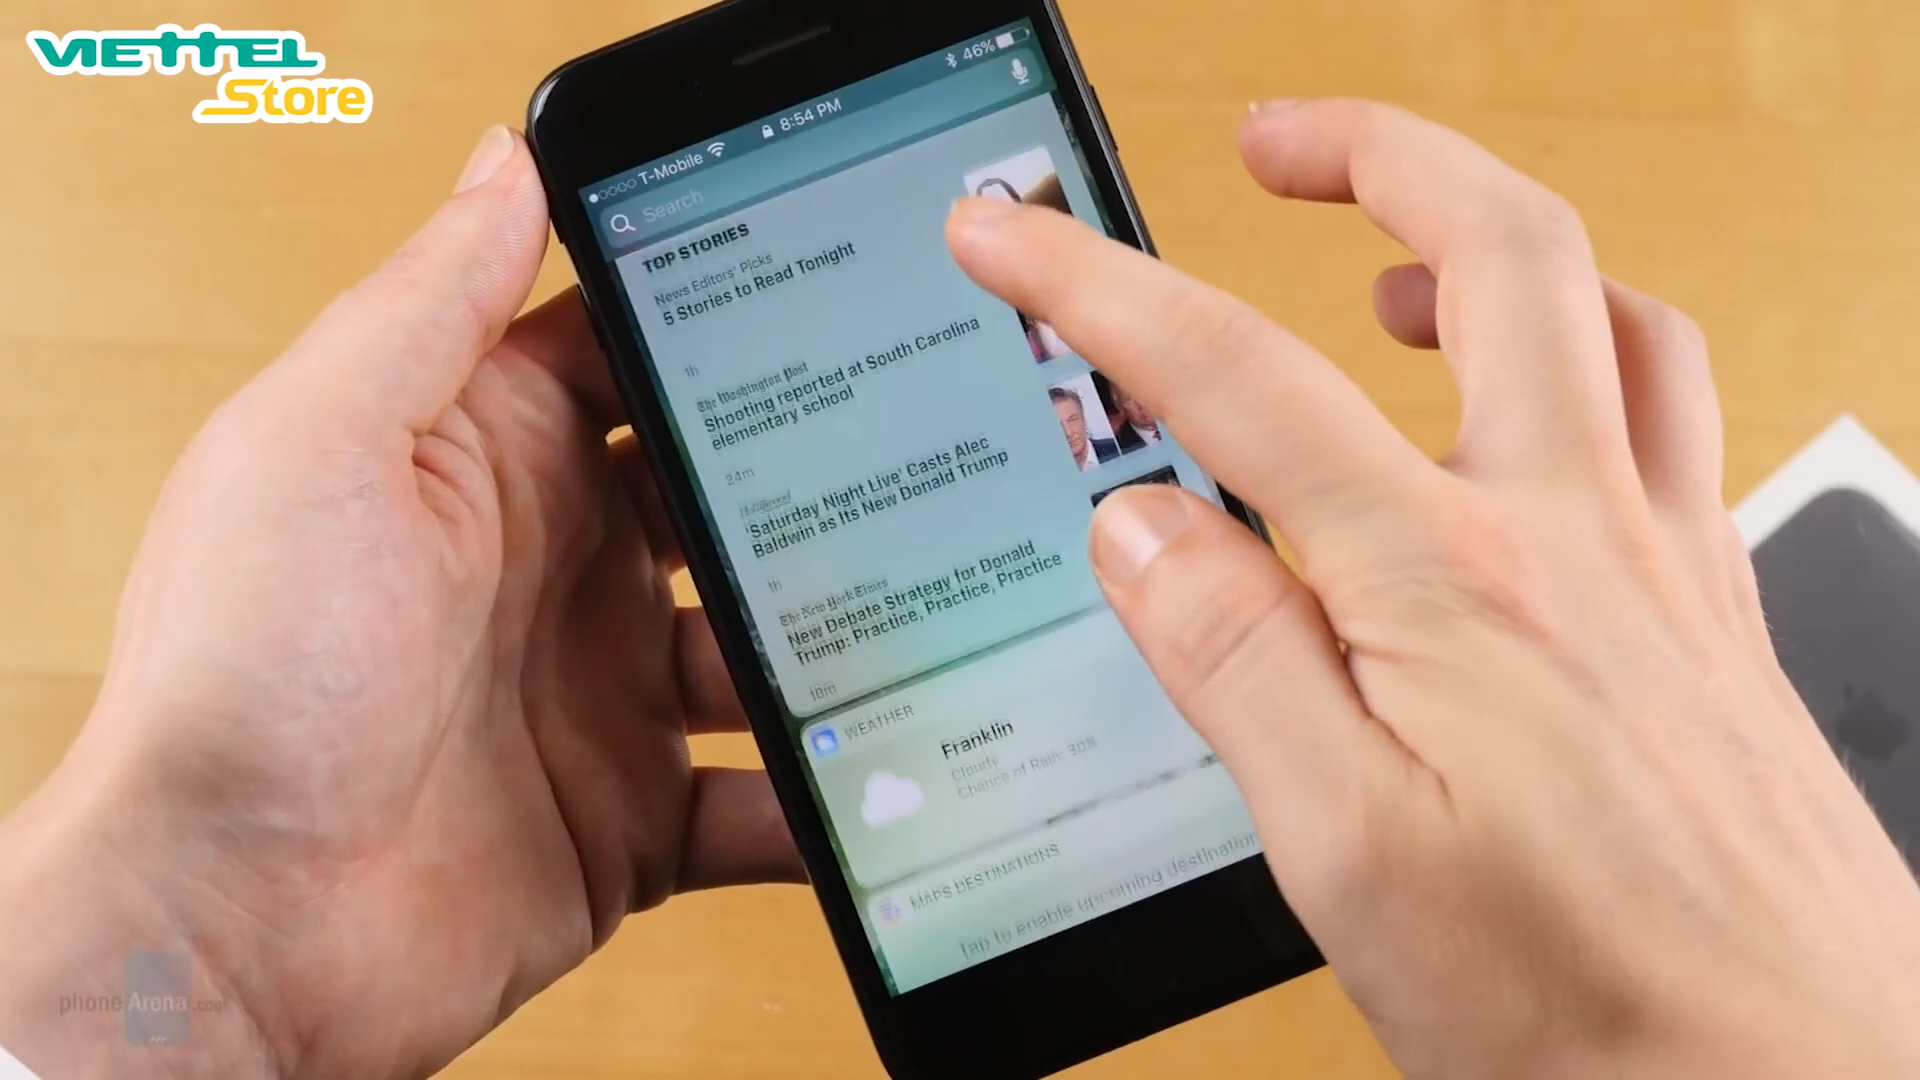 VIETTEL
Store
T-Mobile
8:54 PM
46%
Search
TOP STORIES
News Editors' Picks
5 Stories to Read Tonight
1h
The Washington Post
Shooting reported at South Carolina
elementary school
24m
Hollywood
'Saturday Night Live' Casts Alec
Baldwin as Its New Donald Trump
1h
The New York Times
New Debate Strategy for Donald
Trump: Practice, Practice, Practice
10m
WEATHER
Franklin
Cloudy
Chance of Rain: 30%
MAPS DESTINATIONS
Tap to enable upcoming destination
phoneArena.com